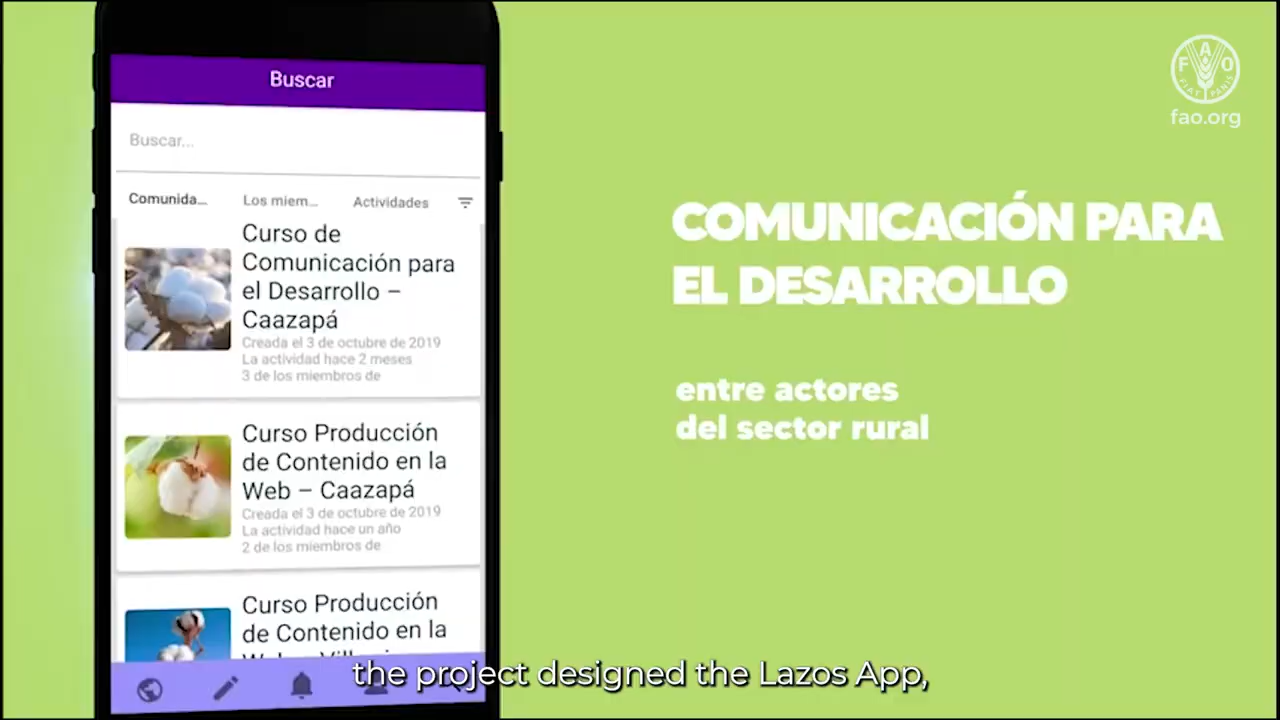 Buscar
Buscar...
Comunida...
Los miem...
Actividades
Curso de
Comunicación para
el Desarrollo –
Caazapá
Creada el 3 de octubre de 2019
La actividad hace 2 meses
3 de los miembros de
Curso Producción
de Contenido en la
Web – Caazapá
Creada el 3 de octubre de 2019
La actividad hace un año
2 de los miembros de
Curso Producción
de Contenido en la
COMUNICACIÓN PARA
EL DESARROLLO
entre actores
del sector rural
FAO
FIAT PANIS
fao.org
the project designed the Lazos App,